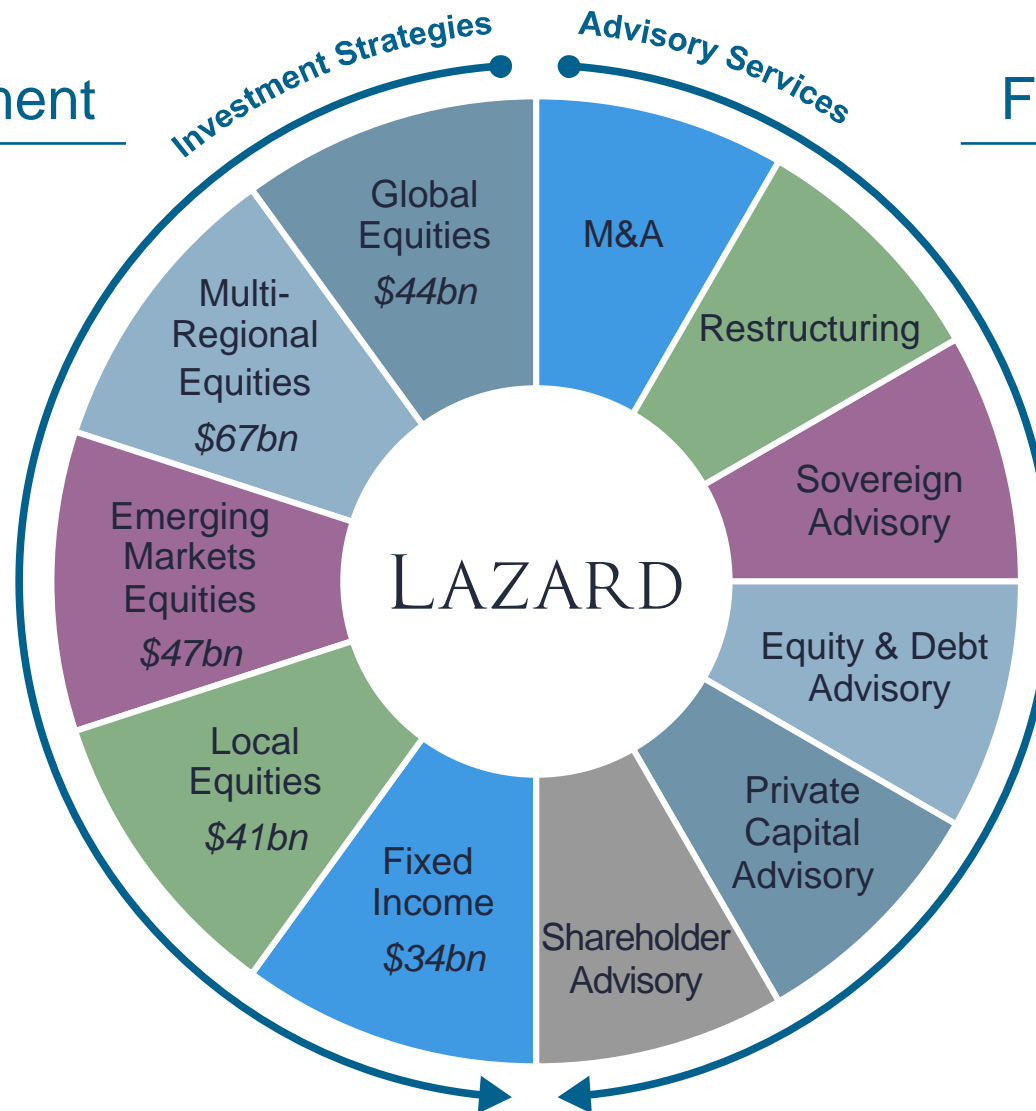 Investment Strategies
Advisory Services
Global
Equities
$44bn
Multi-
Regional
Equities
$67bn
Emerging
Markets
Equities
$47bn
Local
Equities
$41bn
Fixed
Income
$34bn
M&A
Restructuring
Sovereign
Advisory
Equity & Debt
Advisory
Private
Capital
Advisory
Shareholder
Advisory
LAZARD